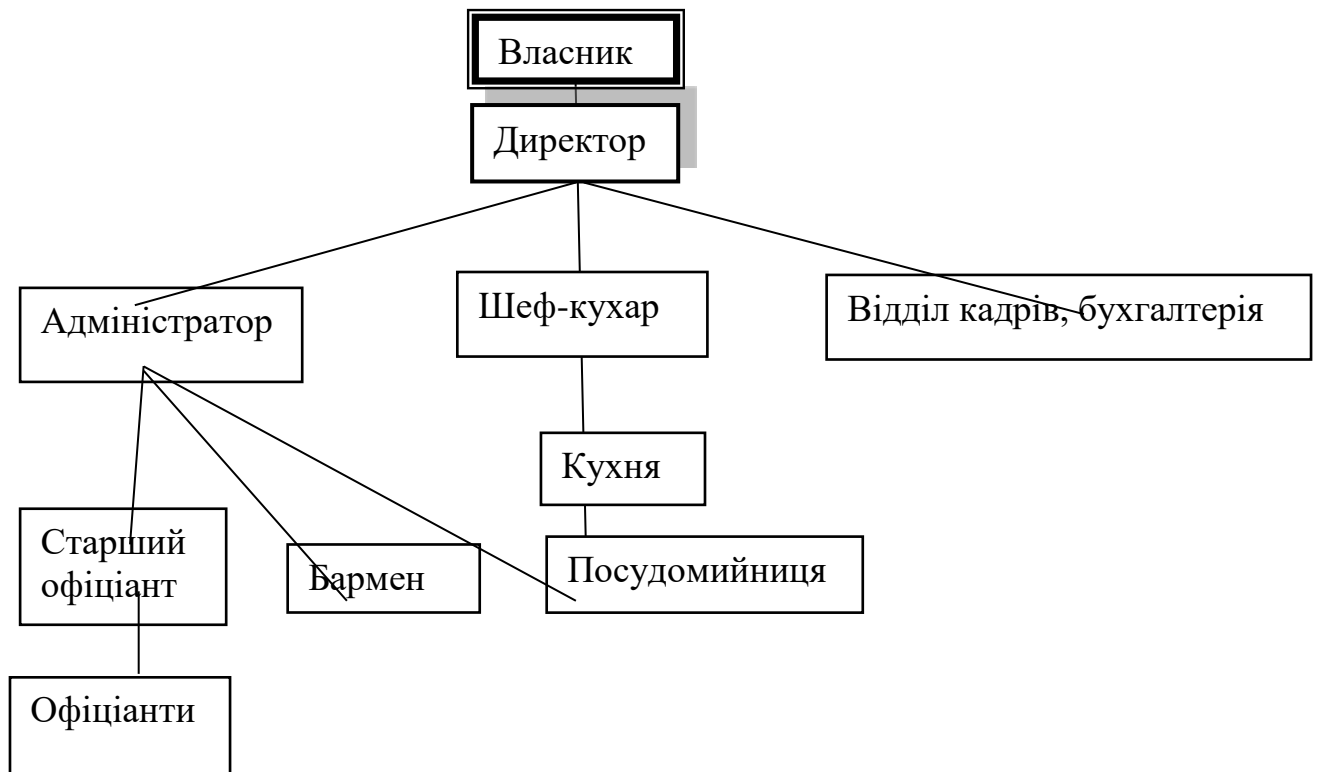 Власник
Директор
Адміністратор
Шеф-кухар
Відділ кадрів, бухгалтерія
Кухня
Старший
офіціант
Бармен
Посудомийниця
Офіціанти